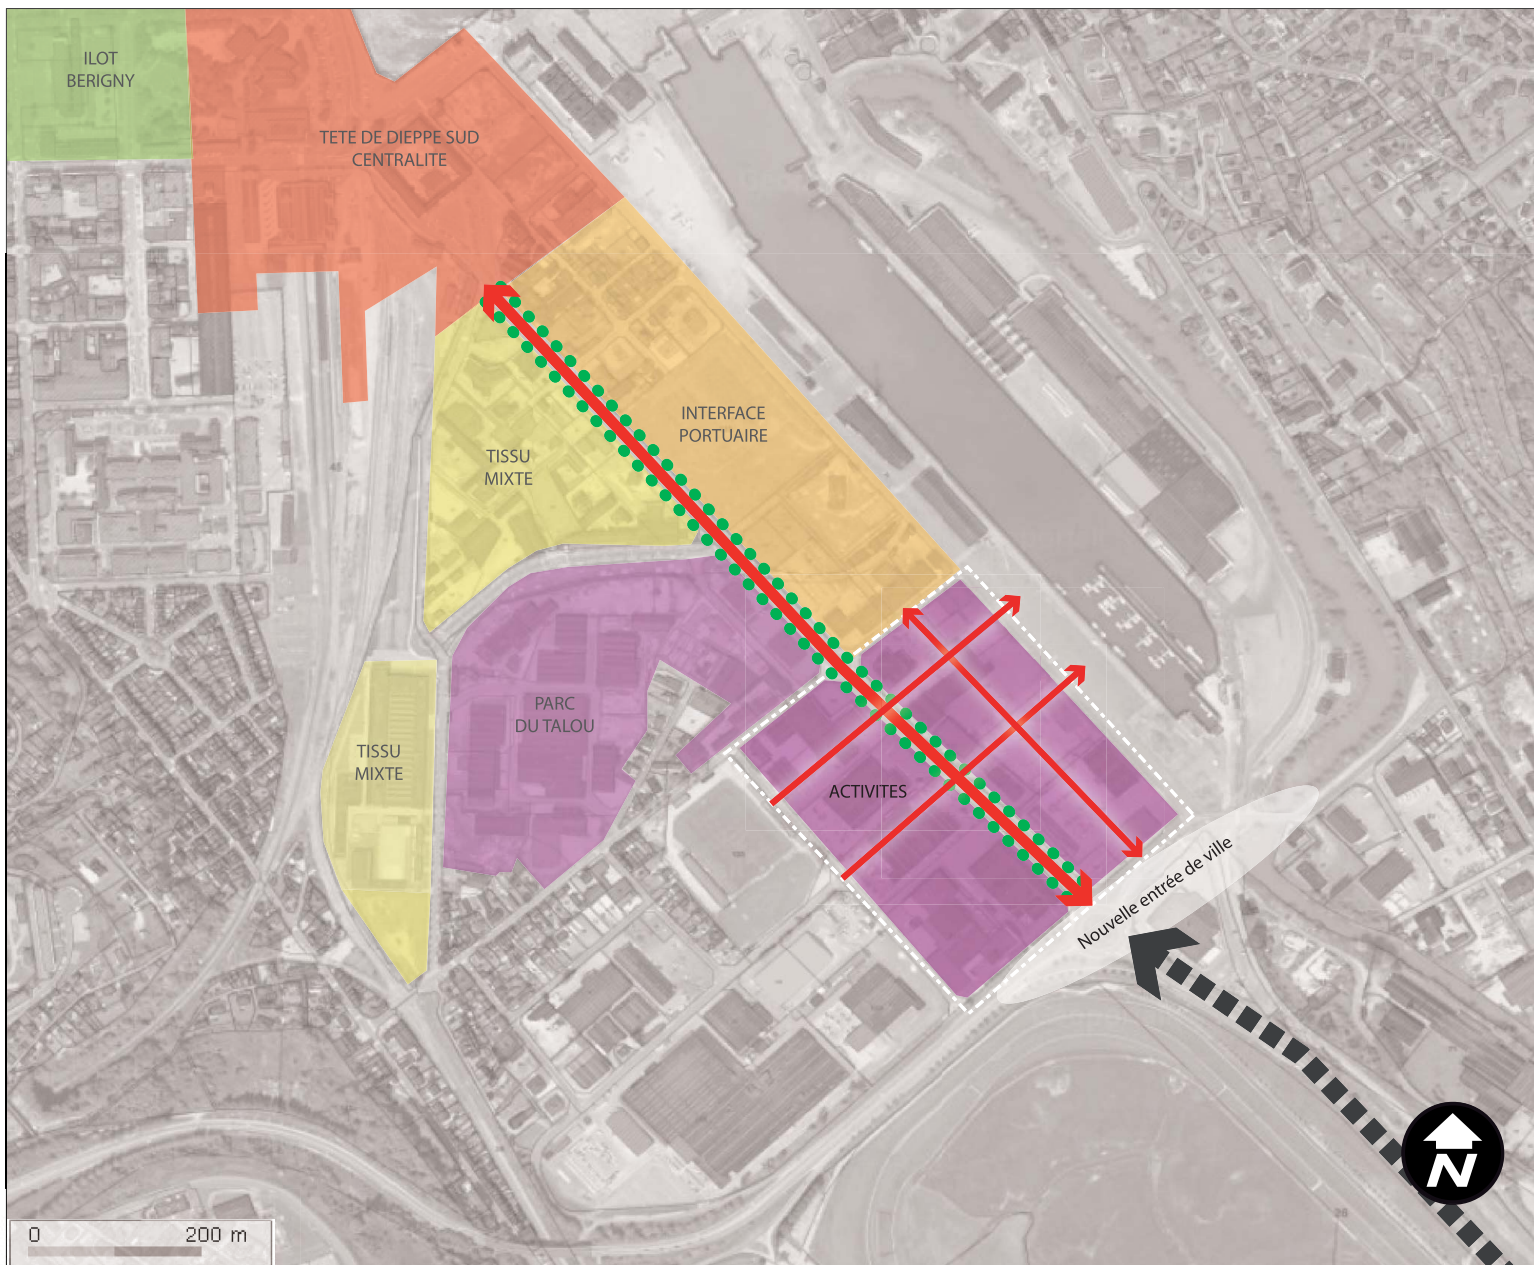 ILOT
BERIGNY
TETE DE DIEPPE SUD
CENTRALITE
INTERFACE
PORTUAIRE
TISSU
MIXTE
PARC
DU TALOU
TISSU
MIXTE
ACTIVITES
Nouvelle entrée de ville
N
0 200 m